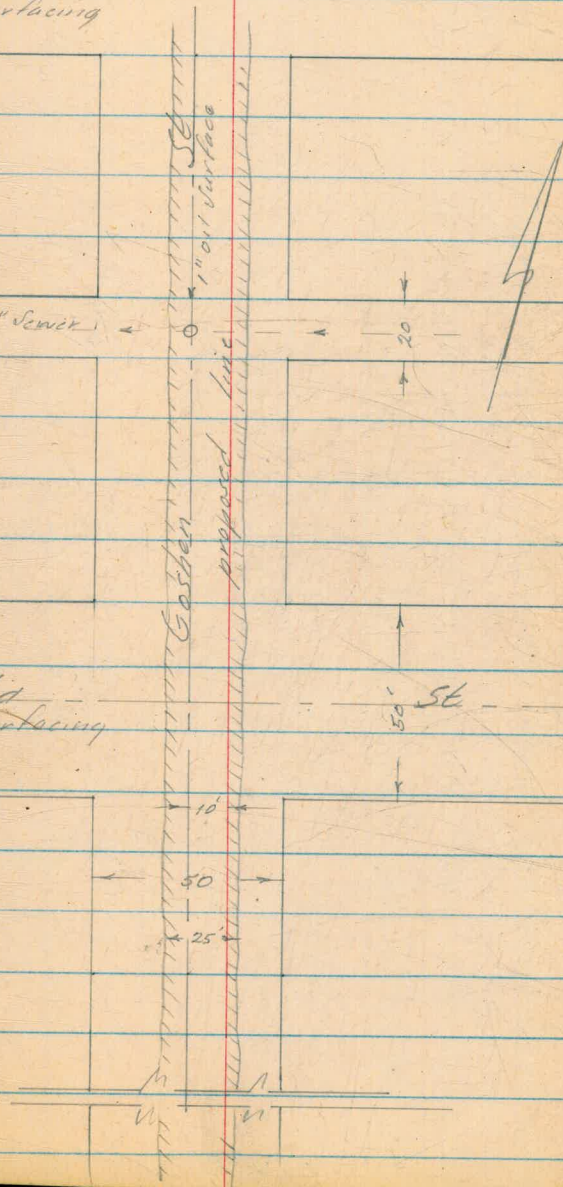 rfacing
St
1" oil surface
" Sewer
20
proposed line
Goshen
50'
St
rfacing
10'
50
25'